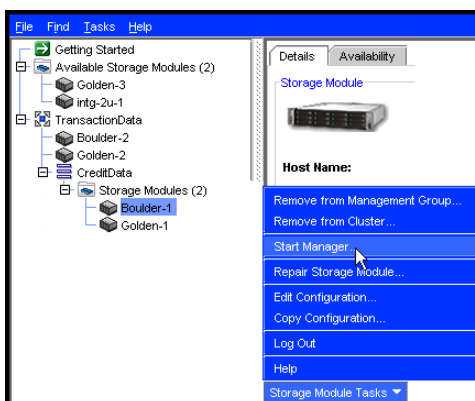 File Find Tasks Help
Getting Started
Available Storage Modules (2)
Golden-3
intg-2u-1
TransactionData
Boulder-2
Golden-2
CreditData
Storage Modules (2)
Boulder-1
Golden-1
Details Availability
Storage Module
Host Name:
Remove from Management Group...
Remove from Cluster...
Start Manager
Repair Storage Module...
Edit Configuration...
Copy Configuration...
Log Out
Help
Storage Module Tasks